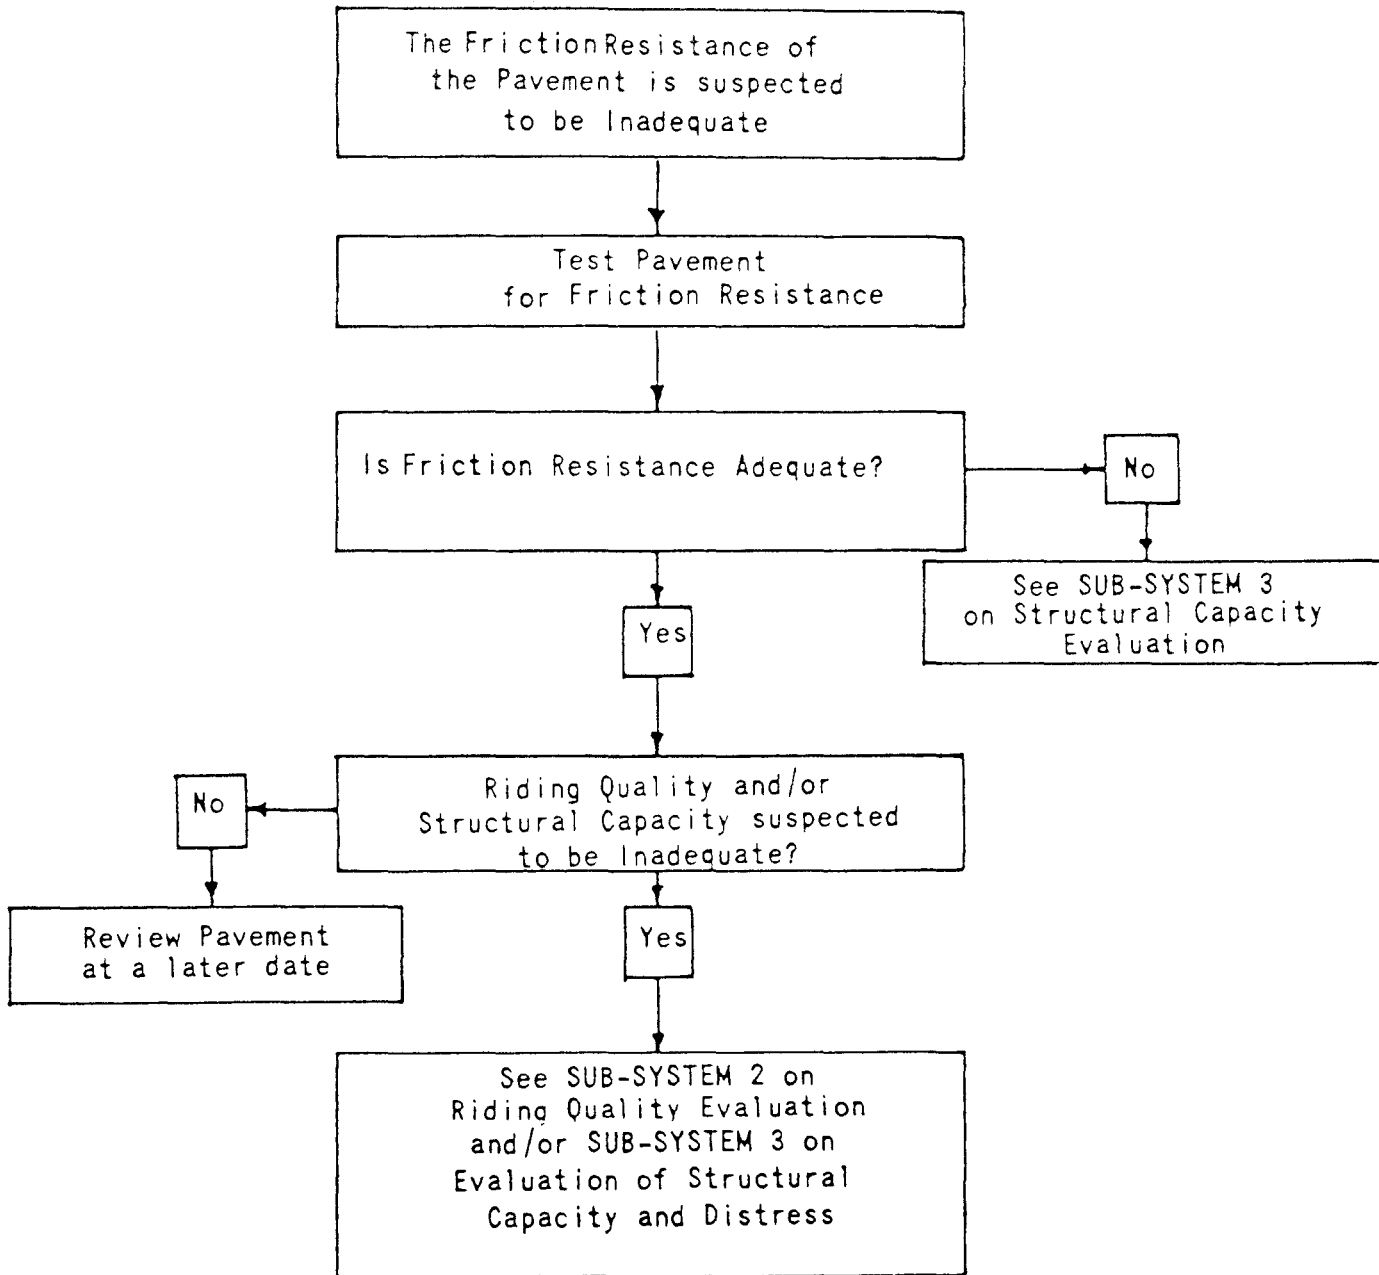 The Friction Resistance of
the Pavement is suspected
to be Inadequate
Test Pavement
for Friction Resistance
Is Friction Resistance Adequate?
No
See SUB-SYSTEM 3
on Structural Capacity
Evaluation
Yes
Riding Quality and/or
Structural Capacity suspected
to be Inadequate?
No
Review Pavement
at a later date
Yes
See SUB-SYSTEM 2 on
Riding Quality Evaluation
and/or SUB-SYSTEM 3 on
Evaluation of Structural
Capacity and Distress